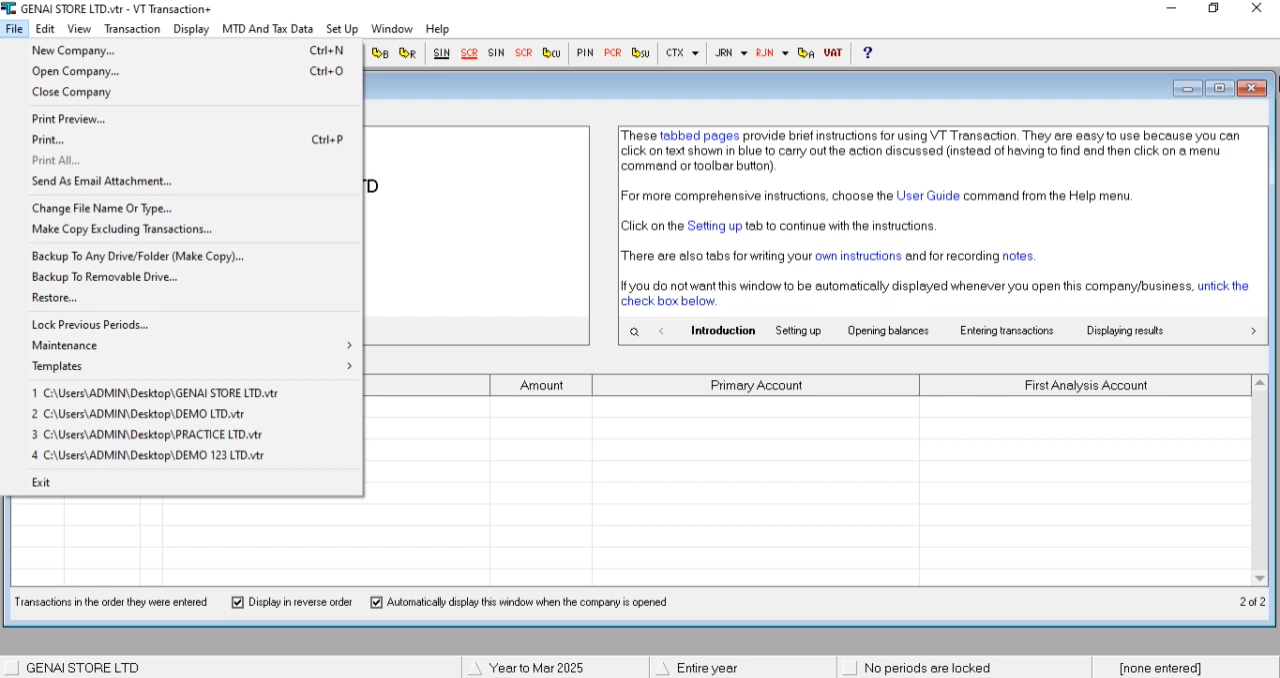 GENAI STORE LTD.vtr - VT Transaction+
File Edit View Transaction Display MTD And Tax Data Set Up Window Help
B R SIN SCR SIN SCR CU PIN PCR SU CTX JRN RJN A VAT ?
New Company... Ctrl+N
Open Company... Ctrl+O
Close Company
Print Preview...
Print... Ctrl+P
Print All...
Send As Email Attachment...
Change File Name Or Type...
Make Copy Excluding Transactions...
Backup To Any Drive/Folder (Make Copy)...
Backup To Removable Drive...
Restore...
Lock Previous Periods...
Maintenance
Templates
1 C:\Users\ADMIN\Desktop\GENAI STORE LTD.vtr
2 C:\Users\ADMIN\Desktop\DEMO LTD.vtr
3 C:\Users\ADMIN\Desktop\PRACTICE LTD.vtr
4 C:\Users\ADMIN\Desktop\DEMO 123 LTD.vtr
Exit
TD
These tabbed pages provide brief instructions for using VT Transaction. They are easy to use because you can
click on text shown in blue to carry out the action discussed (instead of having to find and then click on a menu
command or toolbar button).
For more comprehensive instructions, choose the User Guide command from the Help menu.
Click on the Setting up tab to continue with the instructions.
There are also tabs for writing your own instructions and for recording notes.
If you do not want this window to be automatically displayed whenever you open this company/business, untick the
check box below.
Introduction Setting up Opening balances Entering transactions Displaying results
Amount Primary Account First Analysis Account
Transactions in the order they were entered Display in reverse order Automatically display this window when the company is opened 2 of 2
GENAI STORE LTD Year to Mar 2025 Entire year No periods are locked [none entered]